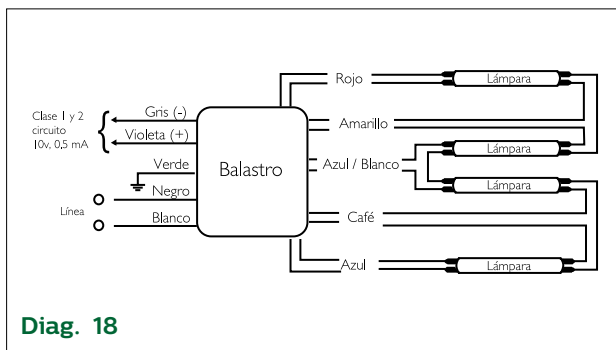 Rojo
Lámpara
Clase 1 y 2
circuito
10v, 0,5 mA
Gris (-)
Violeta (+)
Amarillo
Lámpara
Verde
Balastro
Azul / Blanco
Lámpara
Línea
Negro
Blanco
Café
Azul
Lámpara
Diag. 18